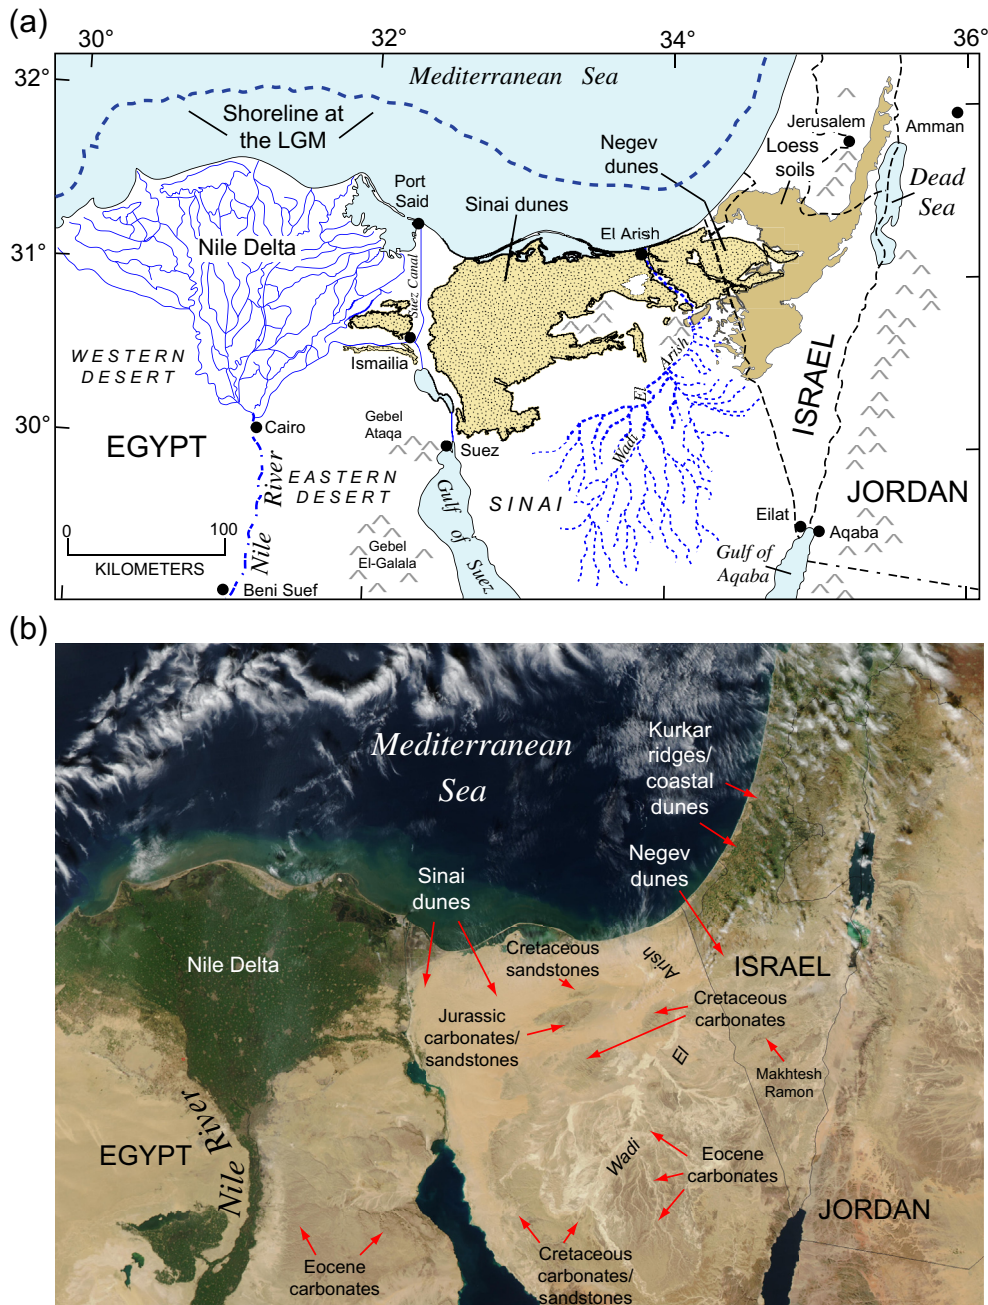 (a)
30°
32°
34°
36°
32°
31°
30°
Mediterranean Sea
Shoreline at
the LGM
Jerusalem
Amman
Negev
dunes
Loess
soils
Dead
Sea
Port
Said
Sinai dunes
El Arish
Nile Delta
Suez Canal
WESTERN
DESERT
Ismailia
Wadi El Arish
ISRAEL
Gebel
Ataqa
Cairo
EGYPT
Suez
EASTERN
DESERT
SINAI
JORDAN
Nile River
Gulf of Suez
Eilat
Aqaba
0
100
KILOMETERS
Gebel
El-Galala
Gulf of
Aqaba
Beni Suef
(b)
Mediterranean
Sea
Kurkar
ridges/
coastal
dunes
Negev
dunes
Sinai
dunes
Cretaceous
sandstones
Nile Delta
ISRAEL
Jurassic
carbonates/
sandstones
Cretaceous
carbonates
Makhtesh
Ramon
Wadi El Arish
Nile River
EGYPT
Eocene
carbonates
JORDAN
Eocene
carbonates
Cretaceous
carbonates/
sandstones